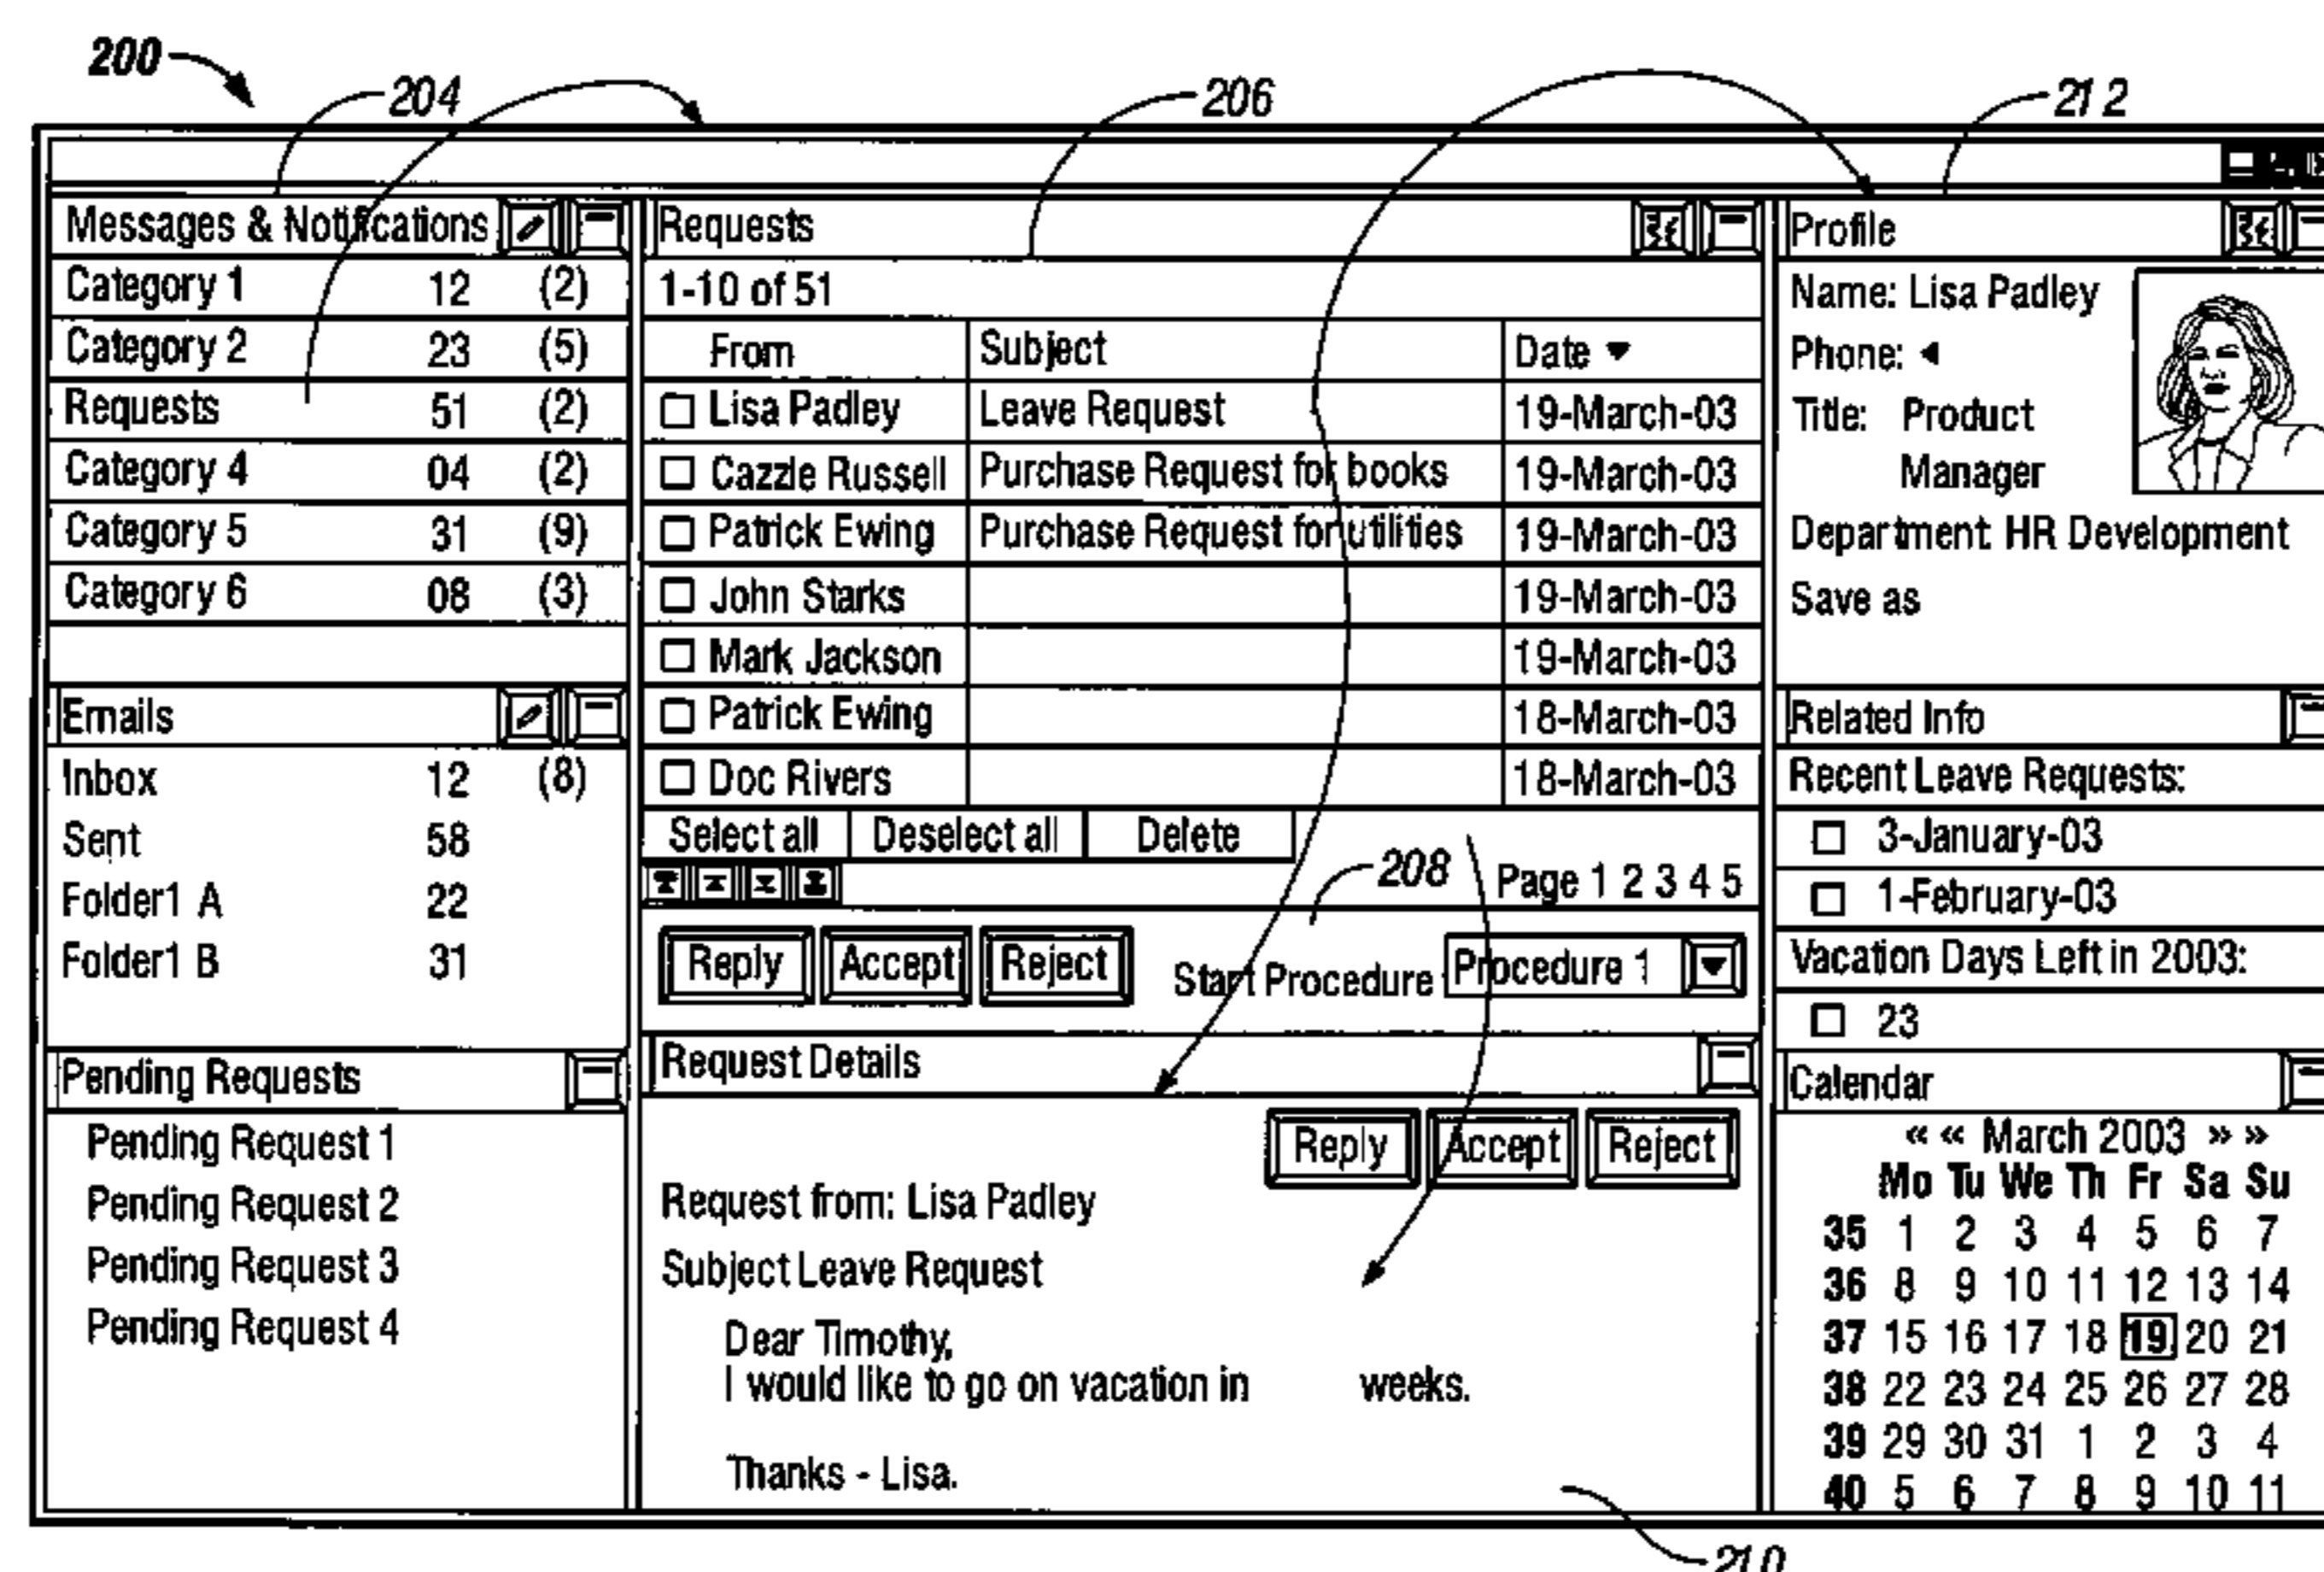 200
204
206
212
Messages & Notifications
Category 1 12 (2)
Category 2 23 (5)
Requests 51 (2)
Category 4 04 (2)
Category 5 31 (9)
Category 6 08 (3)
Emails
Inbox 12 (8)
Sent 58
Folder1 A 22
Folder1 B 31
Pending Requests
Pending Request 1
Pending Request 2
Pending Request 3
Pending Request 4
Requests
1-10 of 51
From Subject Date
Lisa Padley Leave Request 19-March-03
Cazzie Russell Purchase Request for books 19-March-03
Patrick Ewing Purchase Request for utilities 19-March-03
John Starks 19-March-03
Mark Jackson 19-March-03
Patrick Ewing 18-March-03
Doc Rivers 18-March-03
Select all Deselect all Delete
208
Page 1 2 3 4 5
Reply Accept Reject Start Procedure Procedure 1
Request Details
Reply Accept Reject
Request from: Lisa Padley
Subject Leave Request
Dear Timothy,
I would like to go on vacation in weeks.
Thanks - Lisa.
210
Profile
Name: Lisa Padley
Phone:
Title: Product
Manager
Department: HR Development
Save as
Related Info
Recent Leave Requests:
3-January-03
1-February-03
Vacation Days Left in 2003:
23
Calendar
« « March 2003 » »
Mo Tu We Th Fr Sa Su
35 1 2 3 4 5 6 7
36 8 9 10 11 12 13 14
37 15 16 17 18 19 20 21
38 22 23 24 25 26 27 28
39 29 30 31 1 2 3 4
40 5 6 7 8 9 10 11